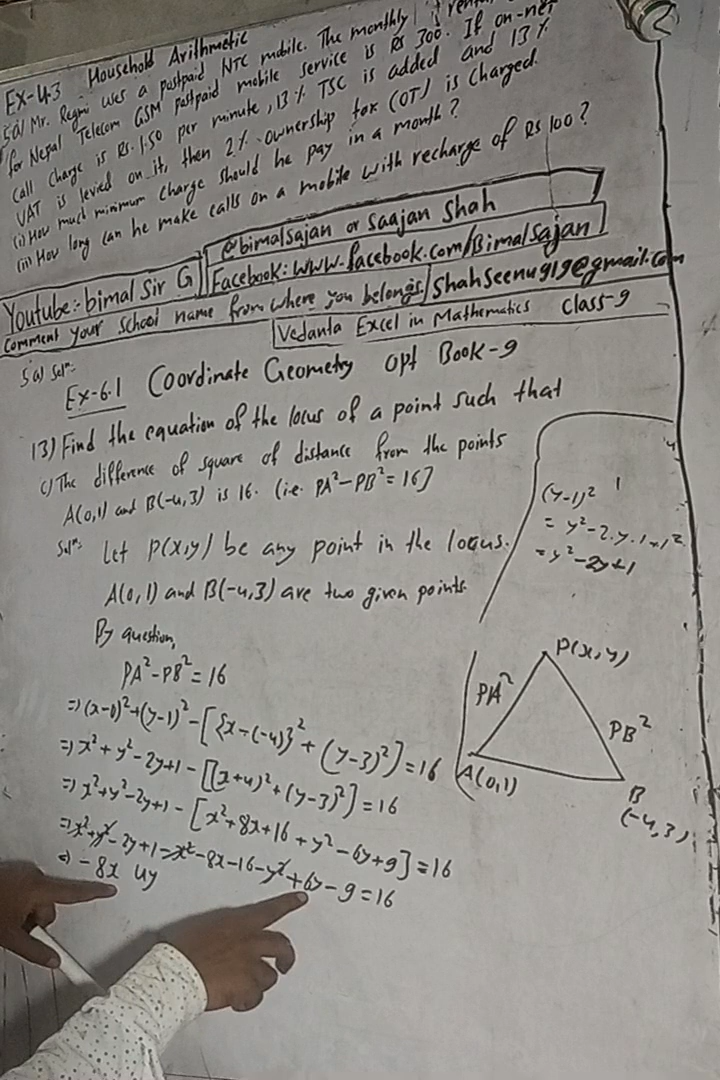 Ex-4.3 Household Arithmetic
5a) Mr. Regmi uses a postpaid NTC mobile. The monthly rental
for Nepal Telecom GSM postpaid mobile service is Rs 300. If on-net
call charge is Rs. 1.50 per minute, 13% TSC is added and 13%
VAT is levied on it, then 2% ownership tax (OT) is charged.
(i) How much minimum charge should he pay in a month?
(ii) How long can he make calls on a mobile with recharge of Rs 100?
@bimalsajan or Saajan Shah
Youtube:- bimal Sir G
Facebook: www.facebook.com/Bimalsajan
Comment your school name from where you belongs.
Shahseenu919@gmail.com
Vedanta Excel in Mathematics Class-9
5a) Solⁿ:
Ex-6.1 Coordinate Geometry Opt Book-9
13) Find the equation of the locus of a point such that
c) The difference of square of distance from the points
A(0,1) and B(-4,3) is 16. (i.e. PA²-PB²=16]
Solⁿ: Let P(x,y) be any point in the locus.
A(0,1) and B(-4,3) are two given points.
By question,
PA²-PB²=16
=> (x-0)²+(y-1)² - [{x-(-4)}² + (y-3)²] = 16
=> x²+y²-2y+1 - [(x+4)²+(y-3)²] = 16
=> x²+y²-2y+1 - [x²+8x+16+y²-6y+9] = 16
=> x²+y²-2y+1-x²-8x-16-y²+6y-9=16
=> -8x 4y
(y-1)²
= y²-2.y.1+1²
= y²-2y+1
P(x,y)
PA²
PB²
A(0,1)
B
(-4,3)